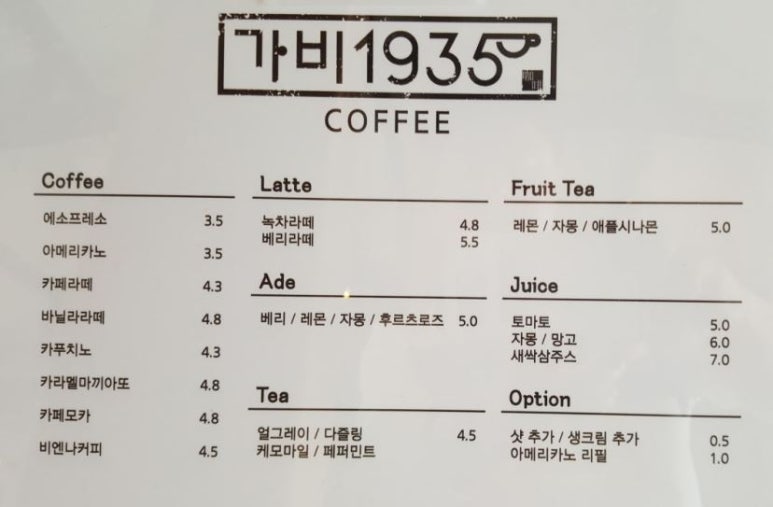 가비1935
COFFEE
Coffee
에소프레소 3.5
아메리카노 3.5
카페라떼 4.3
바닐라라떼 4.8
카푸치노 4.3
카라멜마끼아또 4.8
카페모카 4.8
비엔나커피 4.5
Latte
녹차라떼 4.8
베리라떼 5.5
Ade
베리 / 레몬 / 자몽 / 후르츠로즈 5.0
Tea
얼그레이 / 다즐링 4.5
케모마일 / 페퍼민트
Fruit Tea
레몬 / 자몽 / 애플시나몬 5.0
Juice
토마토 5.0
자몽 / 망고 6.0
새싹삼주스 7.0
Option
샷 추가 / 생크림 추가 0.5
아메리카노 리필 1.0